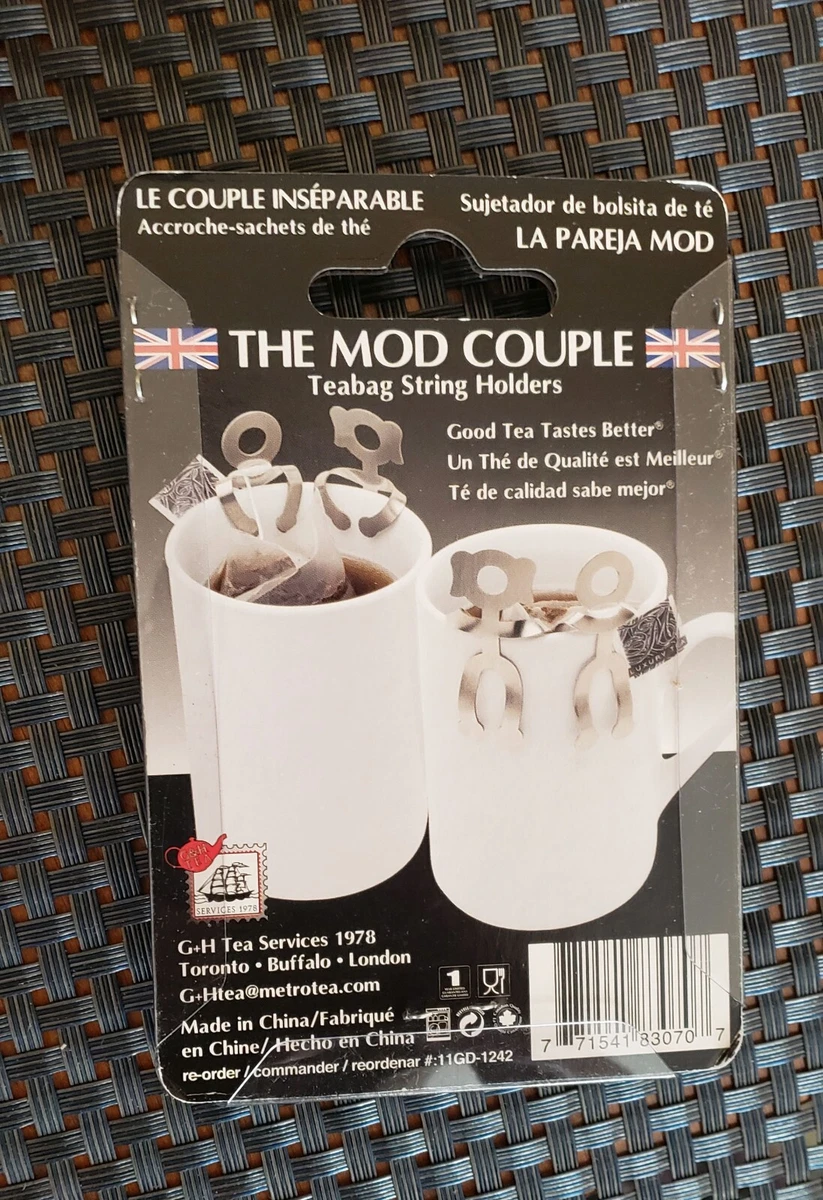 LE COUPLE INSÉPARABLE
Accroche-sachets de thé
Sujetador de bolsita de té
LA PAREJA MOD
THE MOD COUPLE
Teabag String Holders
Good Tea Tastes Better®
Un Thé de Qualité est Meilleur®
Té de calidad sabe mejor®
LUXURY
G&H
TEA
SERVICES 1978
G+H Tea Services 1978
Toronto • Buffalo • London
G+Htea@metrotea.com
Made in China/Fabriqué
en Chine/ Hecho en China
re-order / commander / reordenar #:11GD-1242
1
7 71541 83070 7